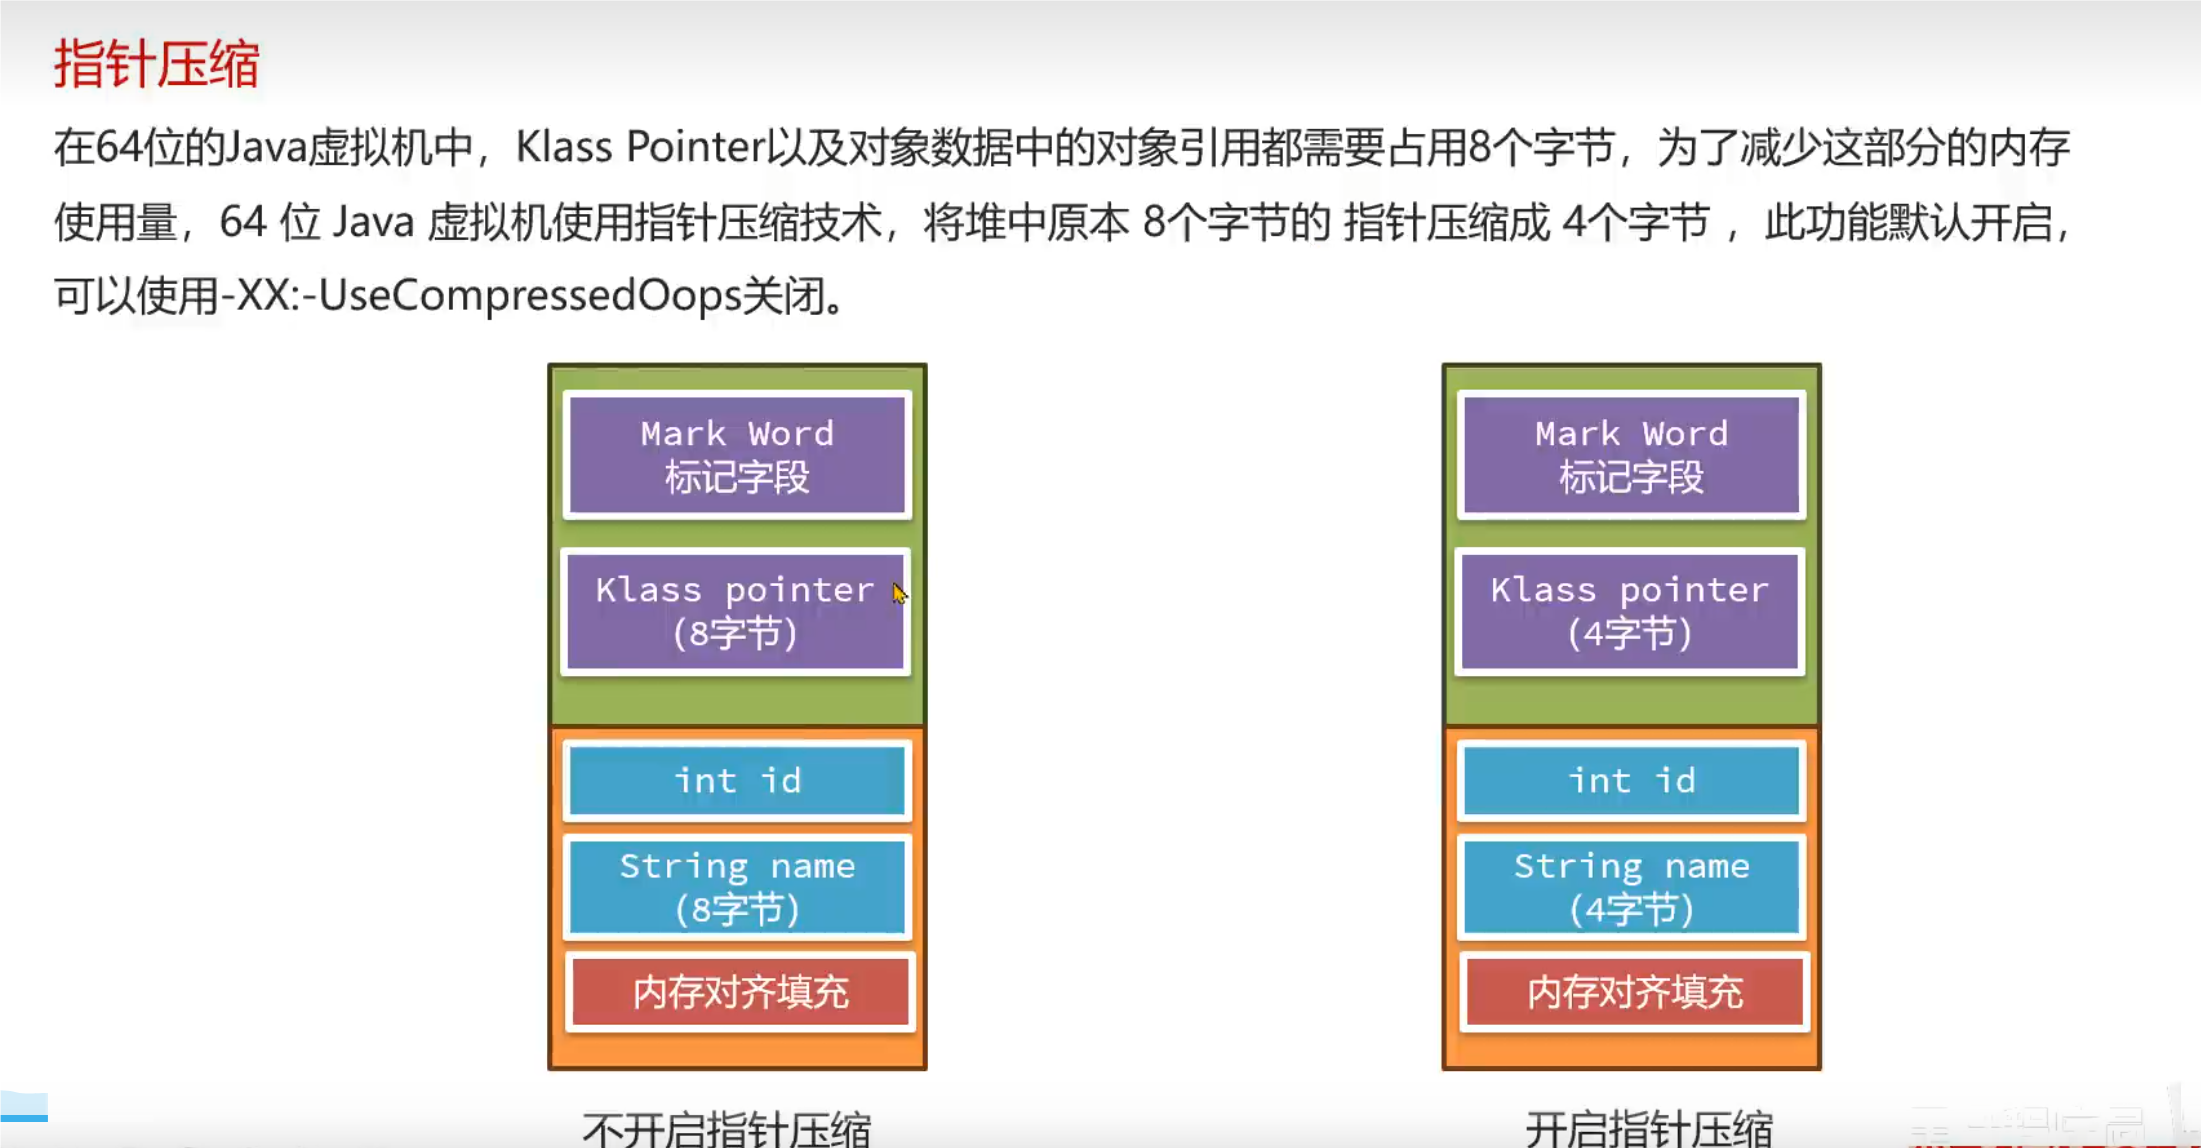 指针压缩
在64位的Java虚拟机中，Klass Pointer以及对象数据中的对象引用都需要占用8个字节，为了减少这部分的内存
使用量，64 位 Java 虚拟机使用指针压缩技术，将堆中原本 8个字节的 指针压缩成 4个字节 ，此功能默认开启，
可以使用-XX:-UseCompressedOops关闭。
Mark Word
标记字段
Klass pointer
(8字节)
int id
String name
(8字节)
内存对齐填充
不开启指针压缩
Mark Word
标记字段
Klass pointer
(4字节)
int id
String name
(4字节)
内存对齐填充
开启指针压缩